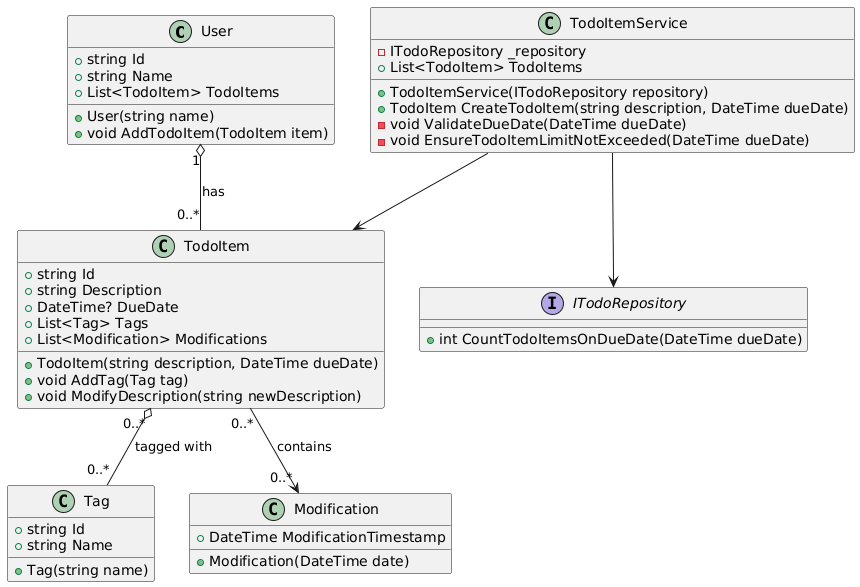 C User
string Id
string Name
List<TodoItem> TodoItems
User(string name)
void AddTodoItem(TodoItem item)
C TodoItemService
ITodoRepository _repository
List<TodoItem> TodoItems
TodoItemService(ITodoRepository repository)
TodoItem CreateTodoItem(string description, DateTime dueDate)
void ValidateDueDate(DateTime dueDate)
void EnsureTodoItemLimitNotExceeded(DateTime dueDate)
1
has
0..*
C TodoItem
string Id
string Description
DateTime? DueDate
List<Tag> Tags
List<Modification> Modifications
TodoItem(string description, DateTime dueDate)
void AddTag(Tag tag)
void ModifyDescription(string newDescription)
I ITodoRepository
int CountTodoItemsOnDueDate(DateTime dueDate)
0..*
tagged with
0..*
0..*
contains
0..*
C Tag
string Id
string Name
Tag(string name)
C Modification
DateTime ModificationTimestamp
Modification(DateTime date)